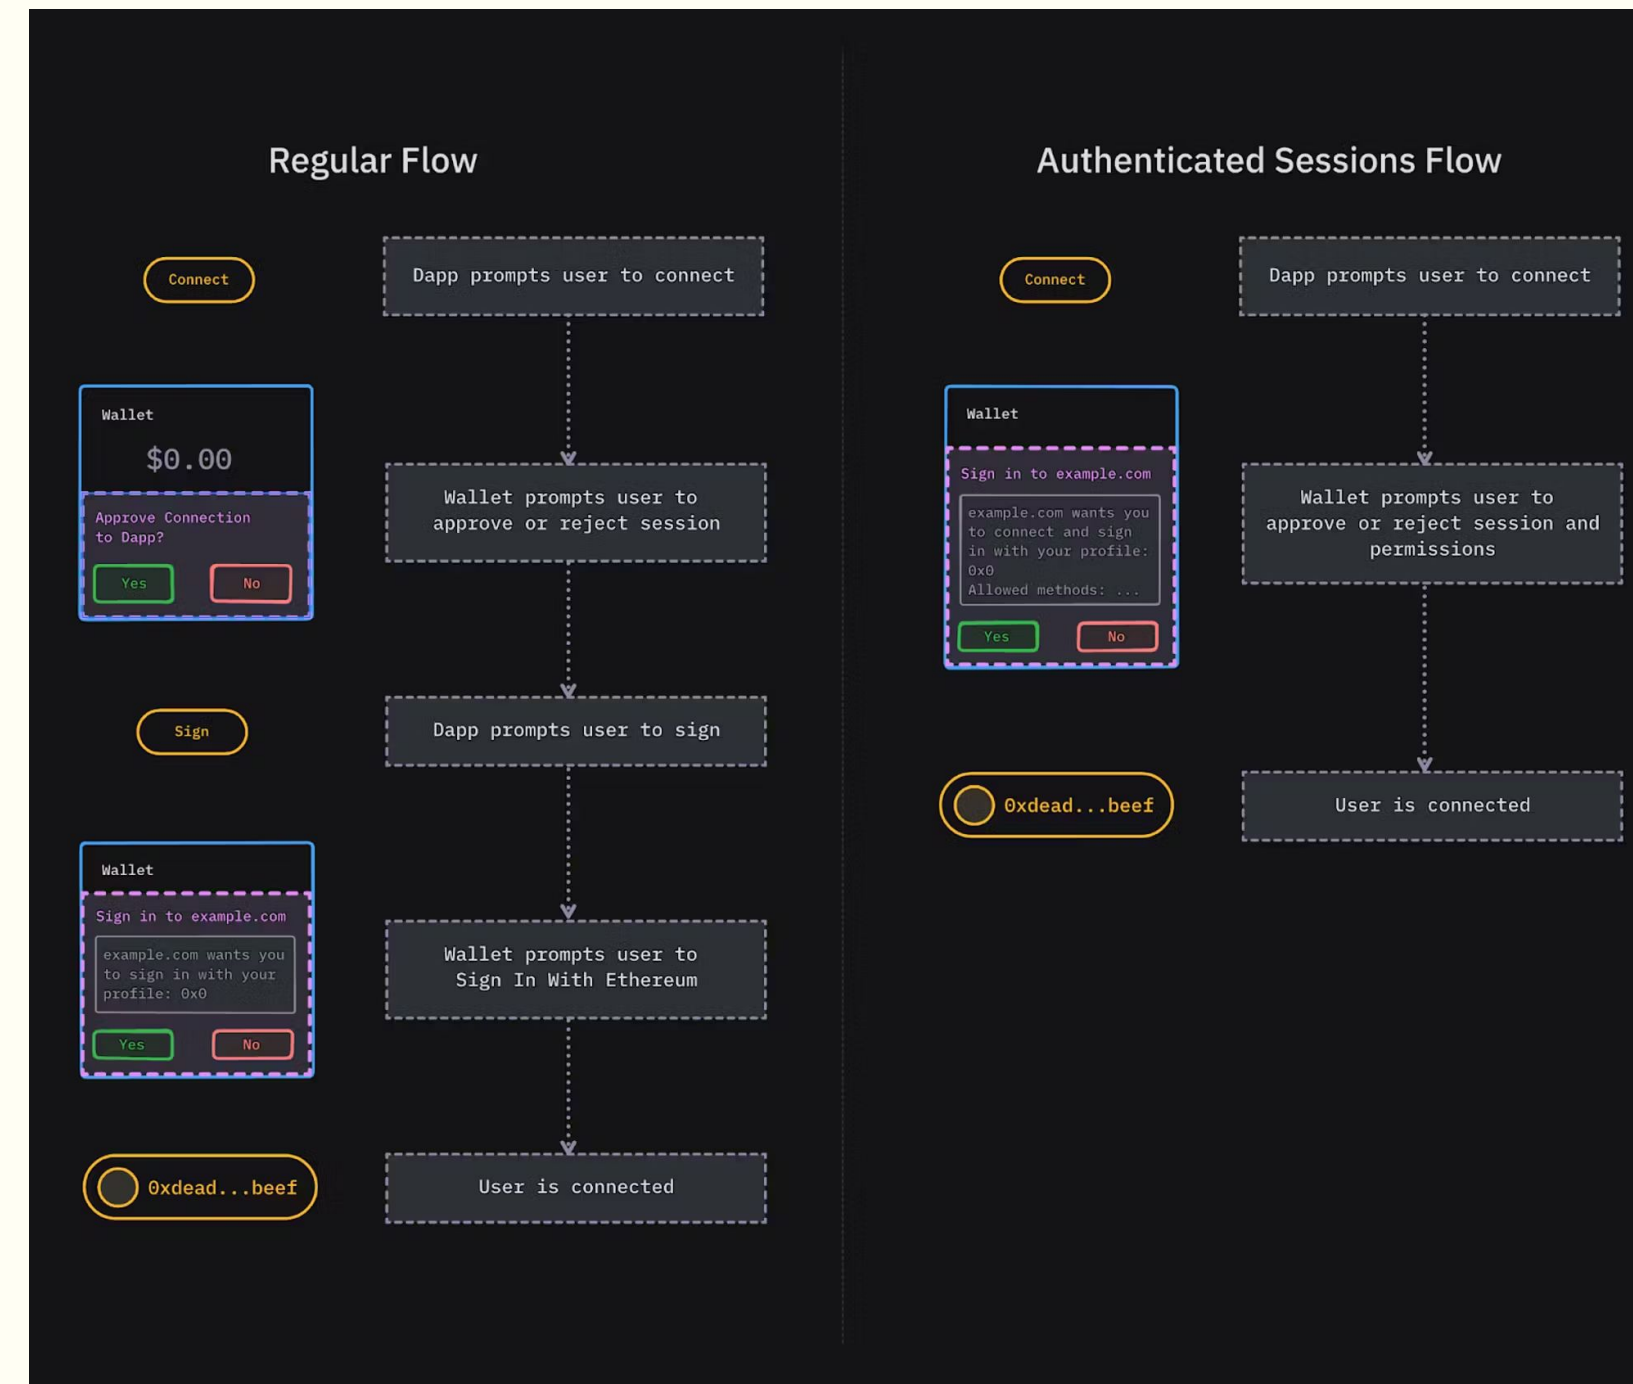 Regular Flow
Connect
Dapp prompts user to connect
Wallet
$0.00
Approve Connection
to Dapp?
Yes
No
Wallet prompts user to
approve or reject session
Sign
Dapp prompts user to sign
Wallet
Sign in to example.com
example.com wants you
to sign in with your
profile: 0x0
Yes
No
Wallet prompts user to
Sign In With Ethereum
0xdead...beef
User is connected
Authenticated Sessions Flow
Connect
Dapp prompts user to connect
Wallet
Sign in to example.com
example.com wants you
to connect and sign
in with your profile:
0x0
Allowed methods: ...
Yes
No
Wallet prompts user to
approve or reject session and
permissions
0xdead...beef
User is connected